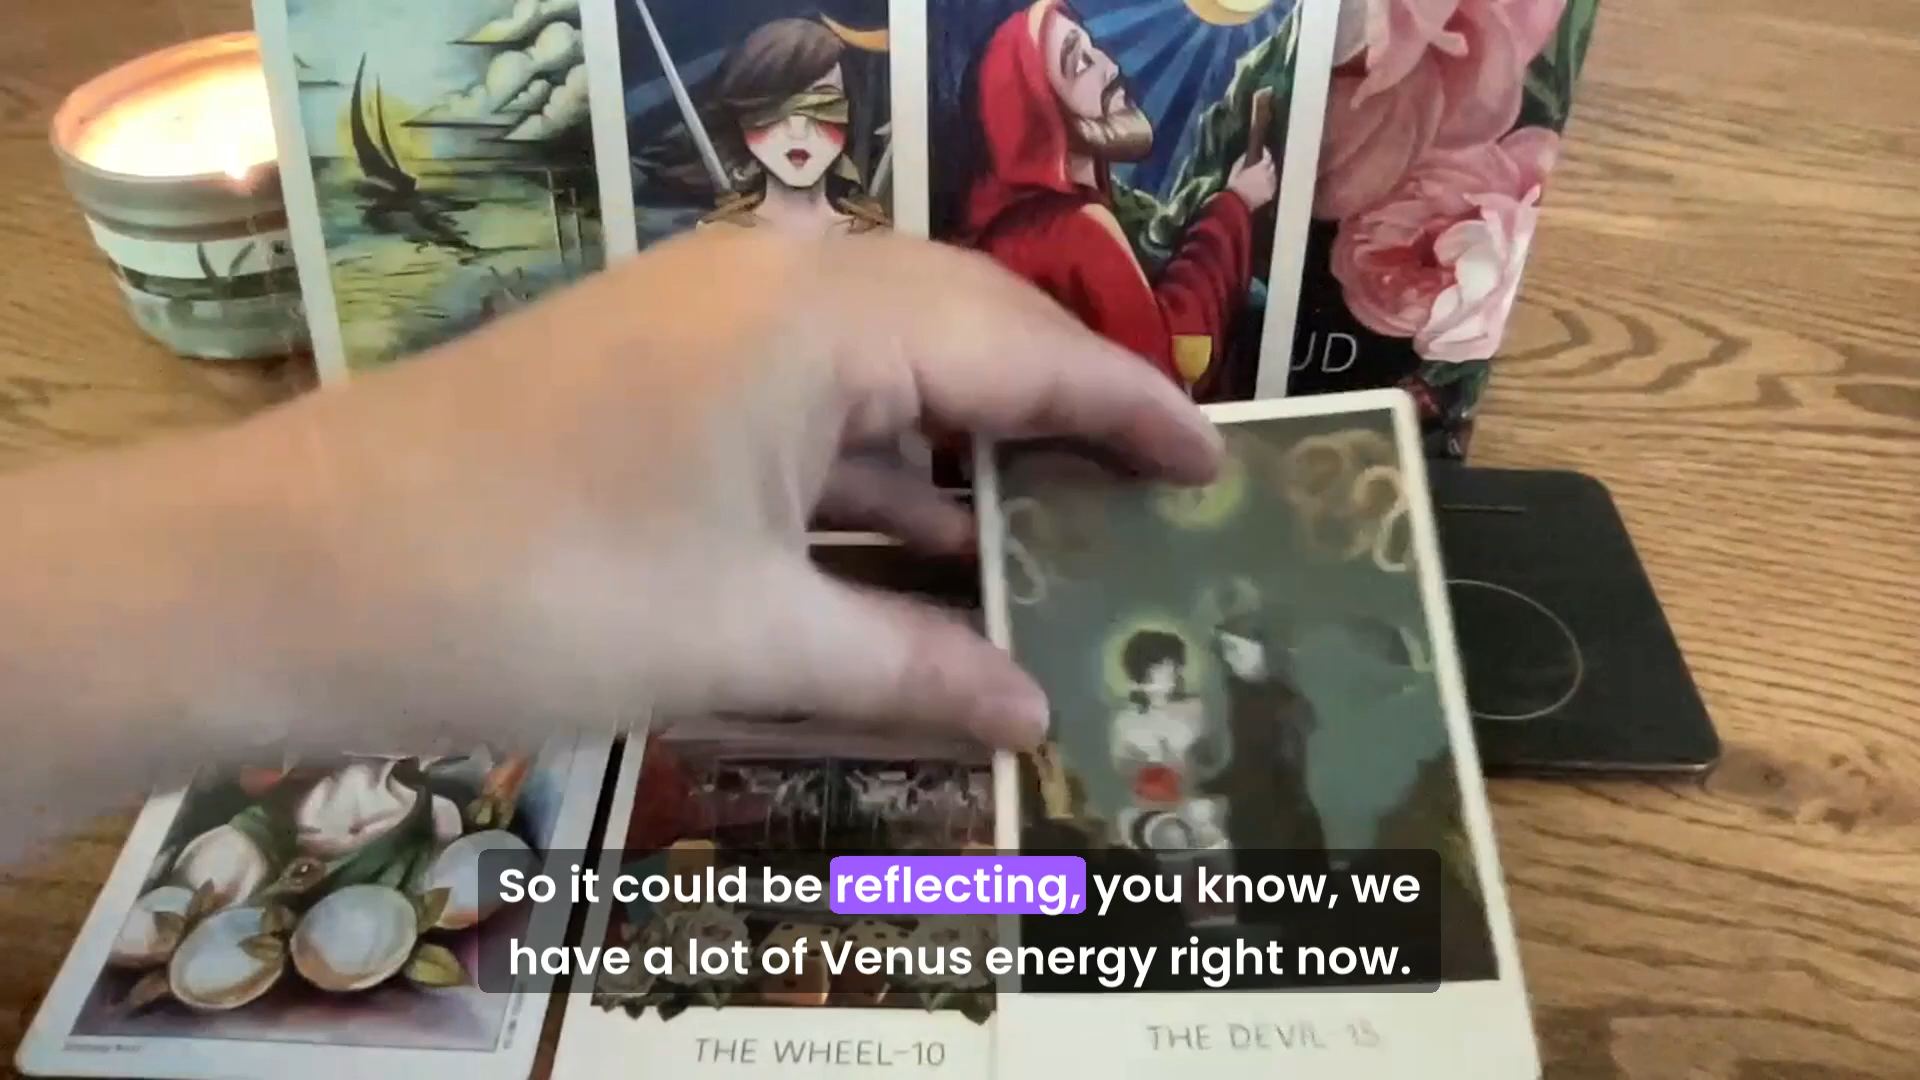 UD
So it could be reflecting, you know, we
have a lot of Venus energy right now.
THE WHEEL-10
THE DEVIL-15